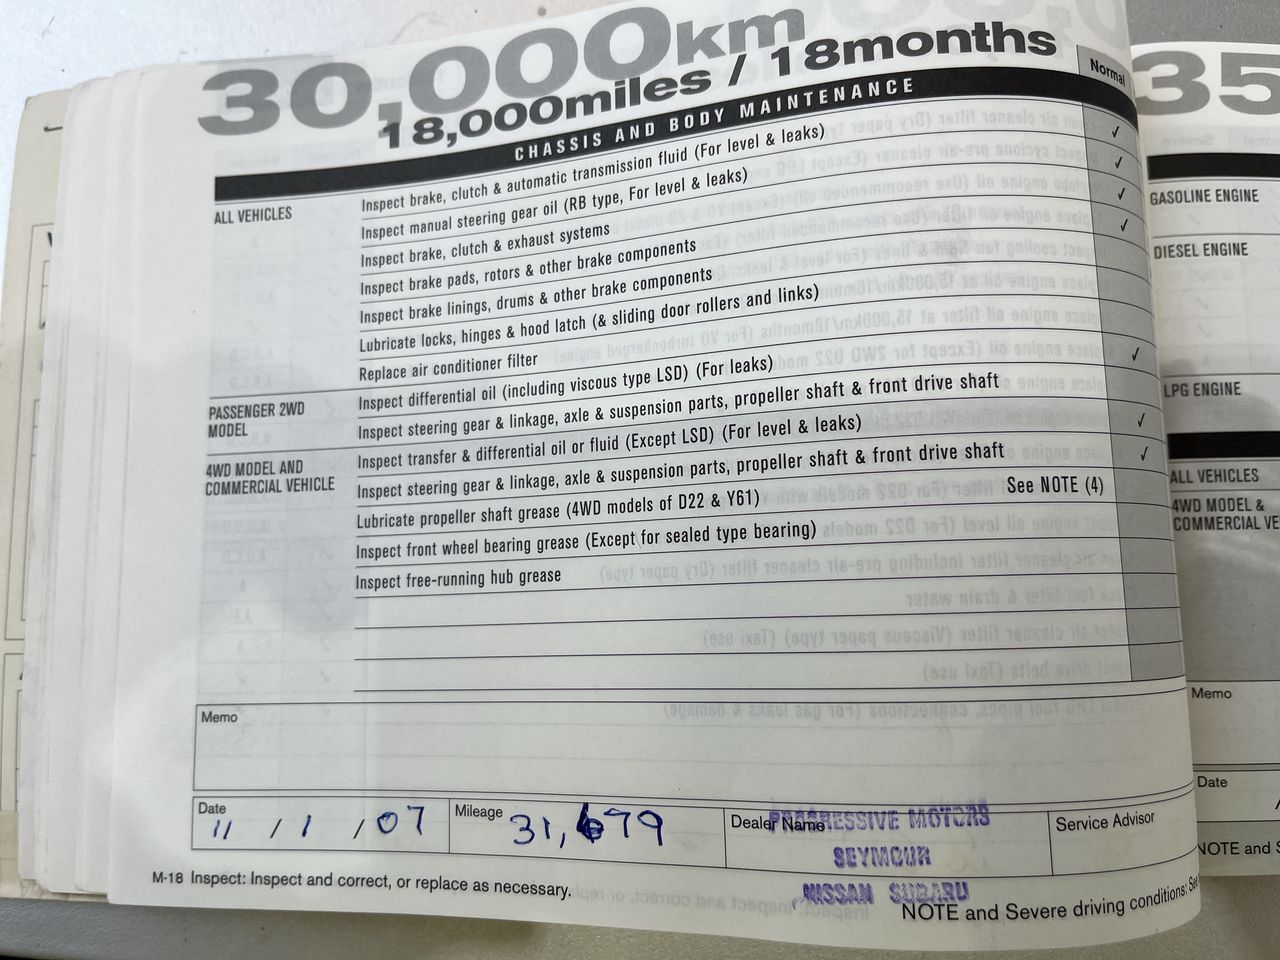 30,000km
18,000miles / 18months
Normal
CHASSIS AND BODY MAINTENANCE
ALL VEHICLES
Inspect brake, clutch & automatic transmission fluid (For level & leaks) ✓
Inspect manual steering gear oil (RB type, For level & leaks) ✓
Inspect brake, clutch & exhaust systems ✓
Inspect brake pads, rotors & other brake components ✓
Inspect brake linings, drums & other brake components
Lubricate locks, hinges & hood latch (& sliding door rollers and links)
Replace air conditioner filter
PASSENGER 2WD MODEL
Inspect differential oil (including viscous type LSD) (For leaks) ✓
Inspect steering gear & linkage, axle & suspension parts, propeller shaft & front drive shaft
4WD MODEL AND COMMERCIAL VEHICLE
Inspect transfer & differential oil or fluid (Except LSD) (For level & leaks) ✓
Inspect steering gear & linkage, axle & suspension parts, propeller shaft & front drive shaft ✓
Lubricate propeller shaft grease (4WD models of D22 & Y61) See NOTE (4)
Inspect front wheel bearing grease (Except for sealed type bearing)
Inspect free-running hub grease
Memo
Date 11 / 1 / 07
Mileage 31,679
Dealer Name
PROGRESSIVE MOTORS
SEYMOUR
NISSAN SUBARU
Service Advisor
M-18 Inspect: Inspect and correct, or replace as necessary.
NOTE and Severe driving conditions: See
35
GASOLINE ENGINE
DIESEL ENGINE
LPG ENGINE
ALL VEHICLES
4WD MODEL &
COMMERCIAL VE
Memo
Date
NOTE and S